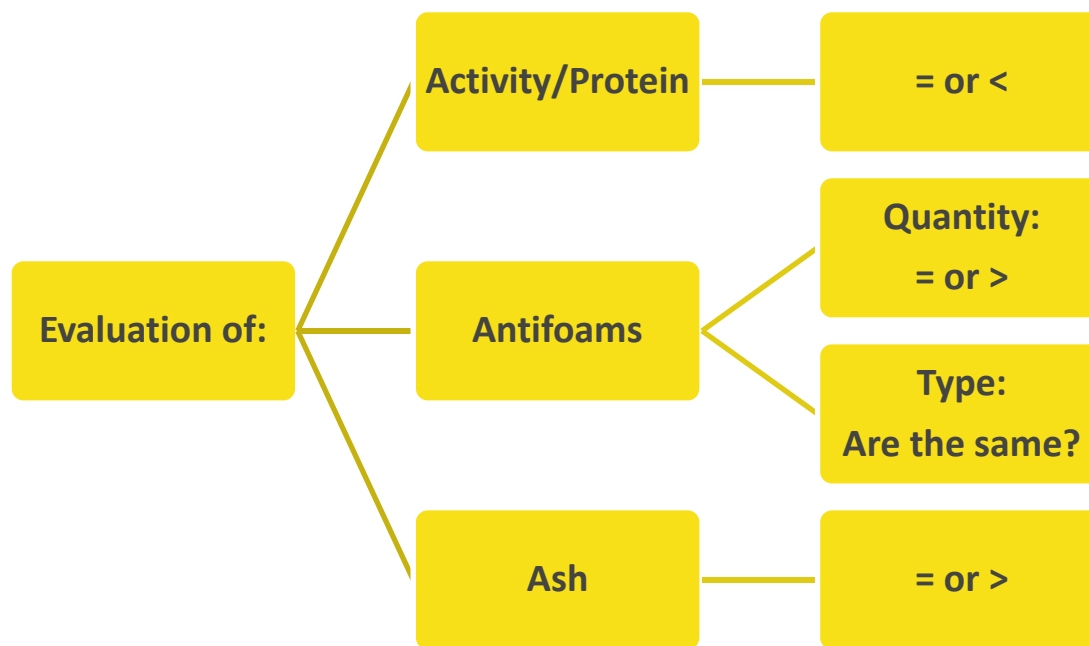 Evaluation of:
Activity/Protein
= or <
Antifoams
Quantity:
= or >
Type:
Are the same?
Ash
= or >